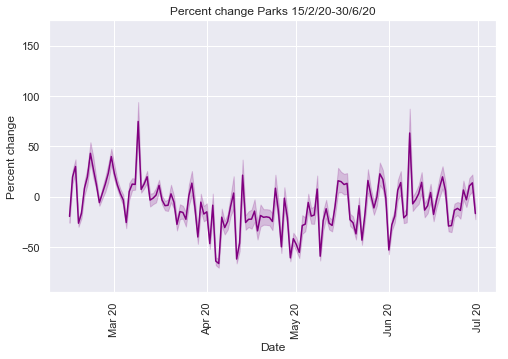 Percent change Parks 15/2/20-30/6/20
150
100
50
0
−50
Percent change
Mar 20
Apr 20
May 20
Jun 20
Jul 20
Date